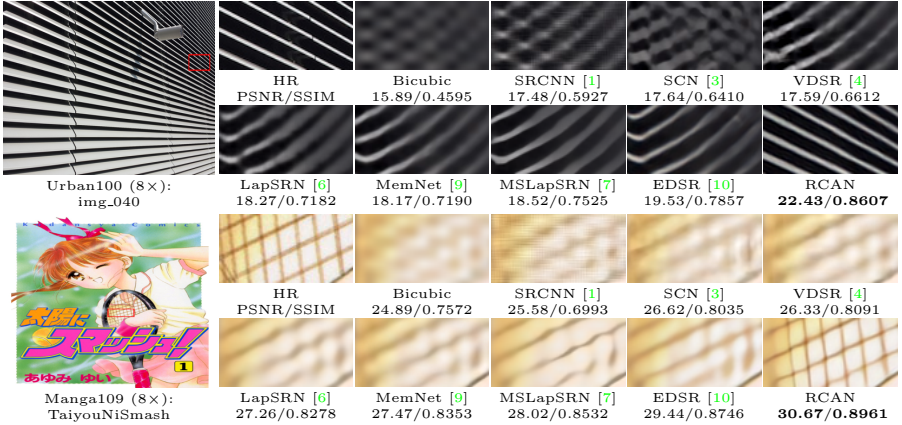 HR
PSNR/SSIM
Bicubic
15.89/0.4595
SRCNN [1]
17.48/0.5927
SCN [3]
17.64/0.6410
VDSR [4]
17.59/0.6612
Urban100 (8×):
img_040
LapSRN [6]
18.27/0.7182
MemNet [9]
18.17/0.7190
MSLapSRN [7]
18.52/0.7525
EDSR [10]
19.53/0.7857
RCAN
22.43/0.8607
Kodansha Comics
太陽に
スマッシュ!
1
あゆみ ゆい
Manga109 (8×):
TaiyouNiSmash
HR
PSNR/SSIM
Bicubic
24.89/0.7572
SRCNN [1]
25.58/0.6993
SCN [3]
26.62/0.8035
VDSR [4]
26.33/0.8091
LapSRN [6]
27.26/0.8278
MemNet [9]
27.47/0.8353
MSLapSRN [7]
28.02/0.8532
EDSR [10]
29.44/0.8746
RCAN
30.67/0.8961